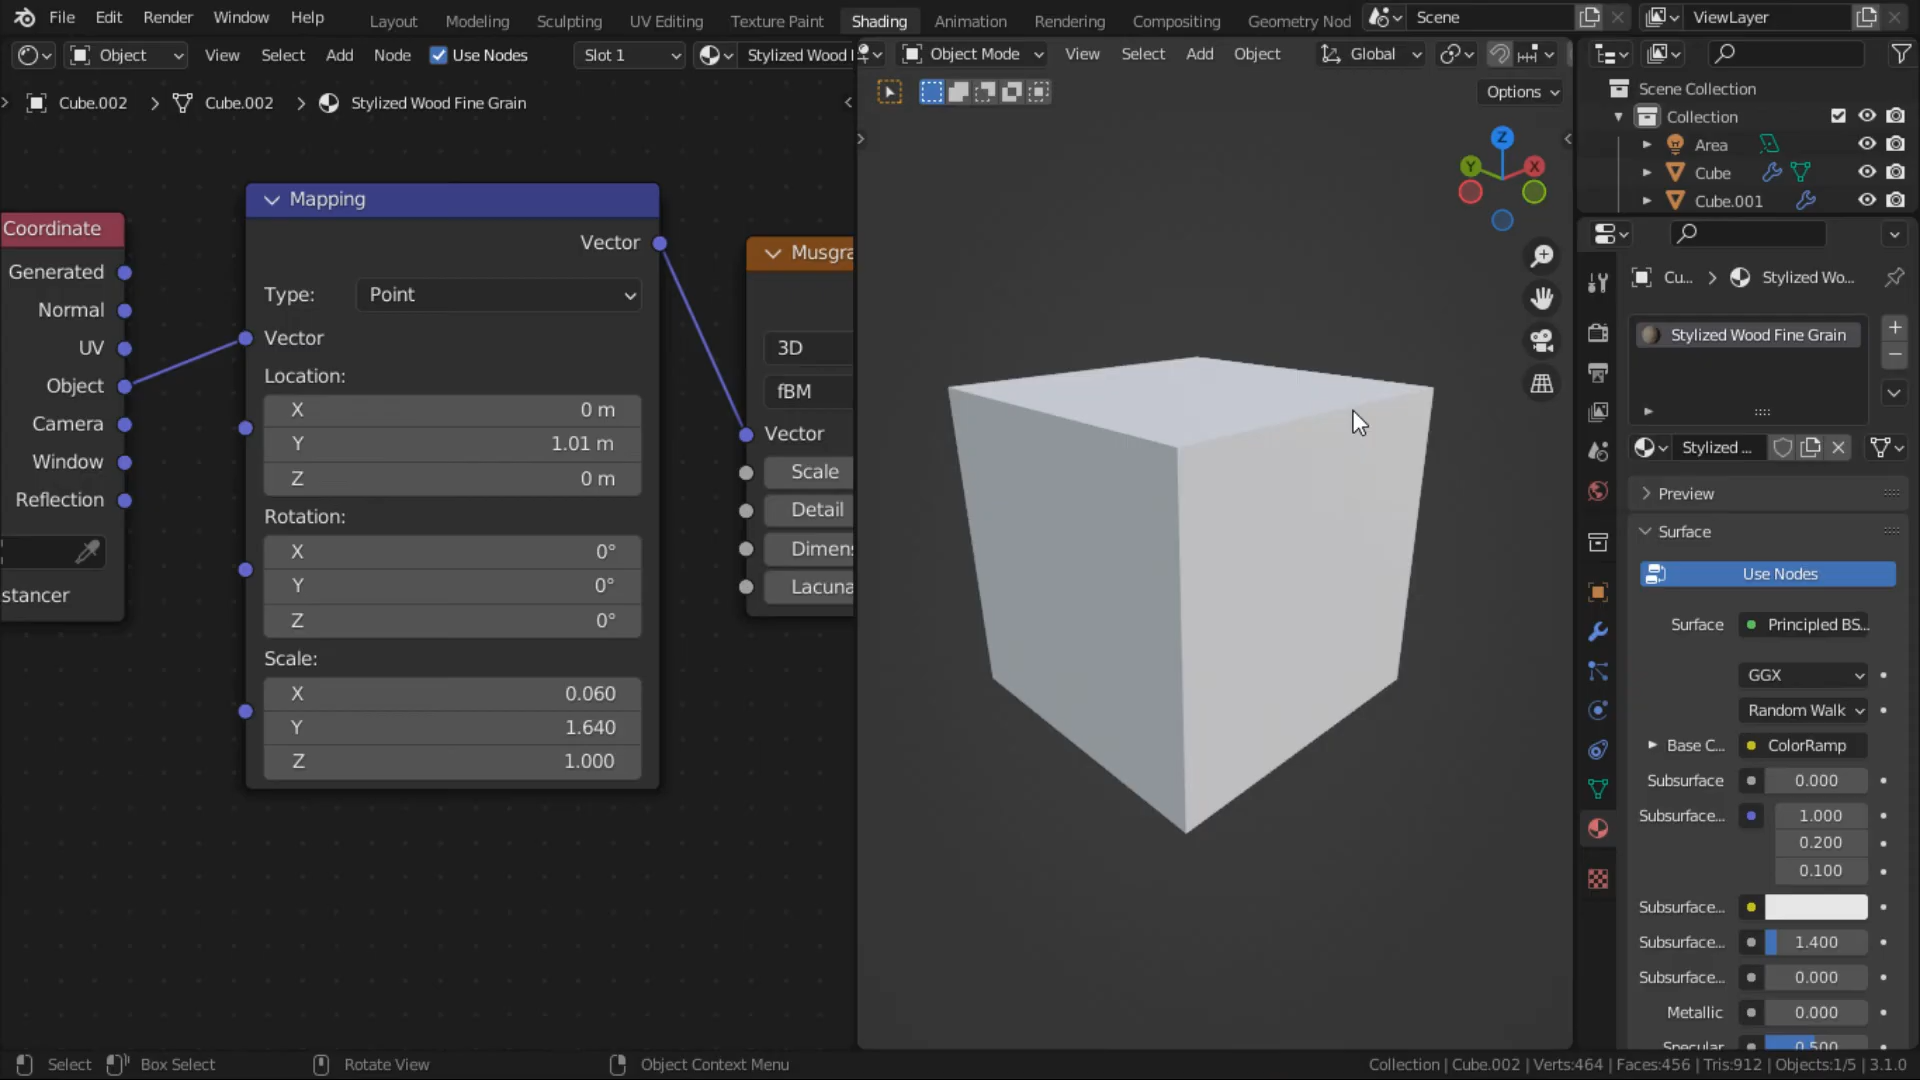 File Edit Render Window Help Layout Modeling Sculpting UV Editing Texture Paint Shading Animation Rendering Compositing Geometry Nod Scene ViewLayer
Object View Select Add Node Use Nodes Slot 1 Stylized Wood Object Mode View Select Add Object Global
Cube.002 > Cube.002 > Stylized Wood Fine Grain
Options
Coordinate
Generated
Normal
UV
Object
Camera
Window
Reflection
stancer
Mapping
Vector
Type: Point
Vector
Location:
X 0 m
Y 1.01 m
Z 0 m
Rotation:
X 0°
Y 0°
Z 0°
Scale:
X 0.060
Y 1.640
Z 1.000
Musgra
3D
fBM
Vector
Scale
Detail
Dimens
Lacuna
Z
Y X
Scene Collection
Collection
Area
Cube
Cube.001
Cu... > Stylized Wo...
Stylized Wood Fine Grain
Stylized ...
Preview
Surface
Use Nodes
Surface Principled BS...
GGX
Random Walk
Base C... ColorRamp
Subsurface 0.000
Subsurface... 1.000
0.200
0.100
Subsurface...
Subsurface... 1.400
Subsurface... 0.000
Metallic 0.000
Specular 0.500
Select Box Select Rotate View Object Context Menu Collection | Cube.002 | Verts:464 | Faces:456 | Tris:912 | Objects:1/5 | 3.1.0